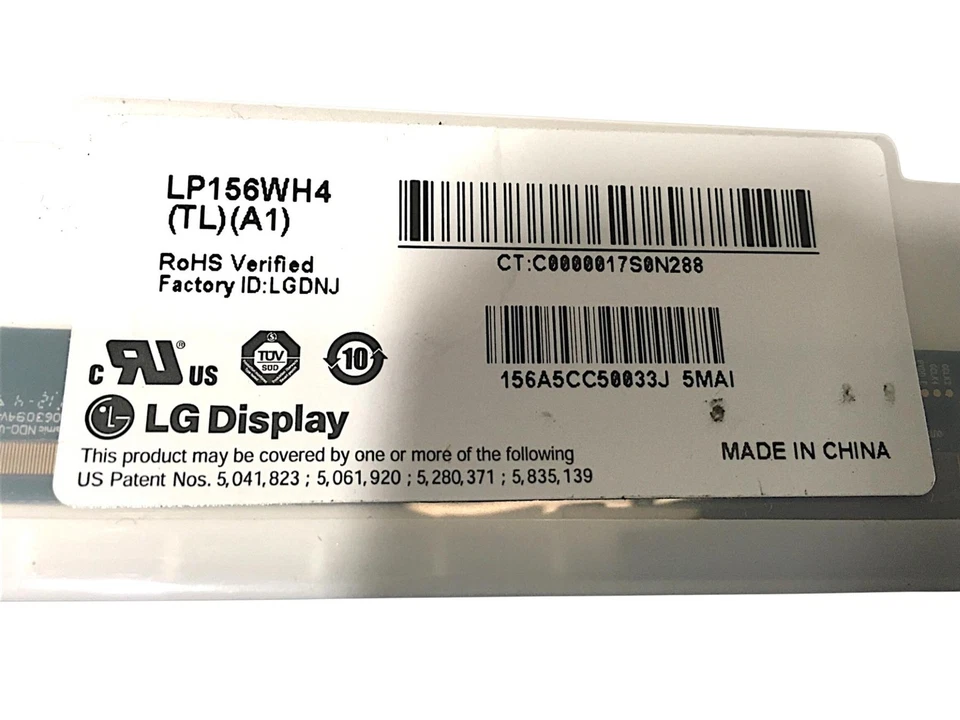 LP156WH4
(TL)(A1)
RoHS Verified
Factory ID:LGDNJ
CT:C0000017S0N288
156A5CC50033J 5MAI
c RU ® US
TÜV
SÜD
10
LG Display
This product may be covered by one or more of the following
US Patent Nos. 5,041,823 ; 5,061,920 ; 5,280,371 ; 5,835,139
MADE IN CHINA